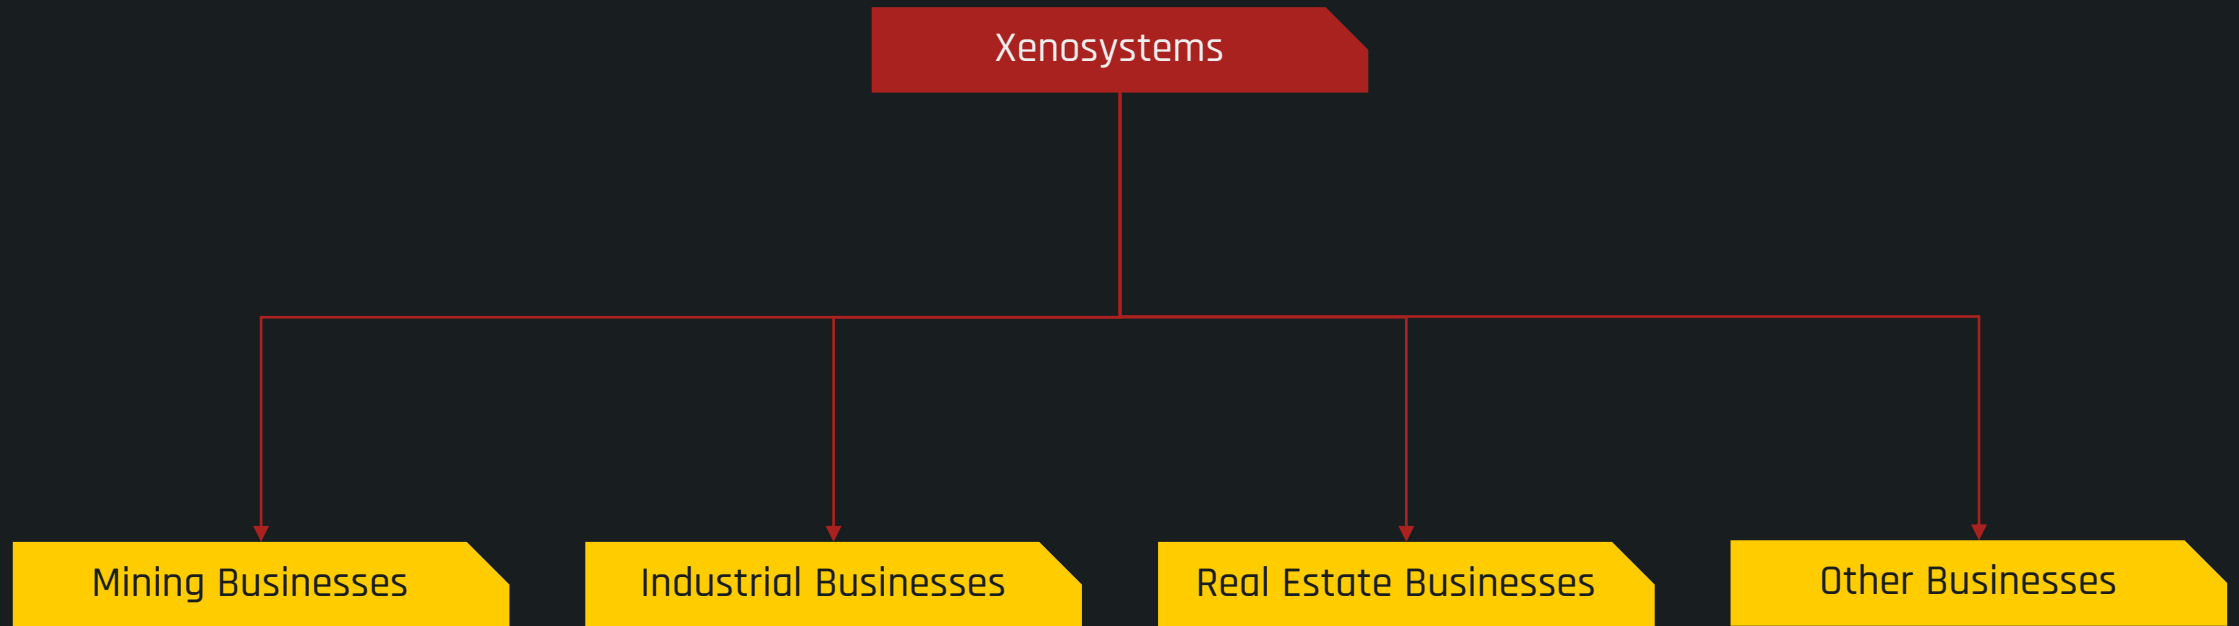 Xenosystems
Mining Businesses
Industrial Businesses
Real Estate Businesses
Other Businesses